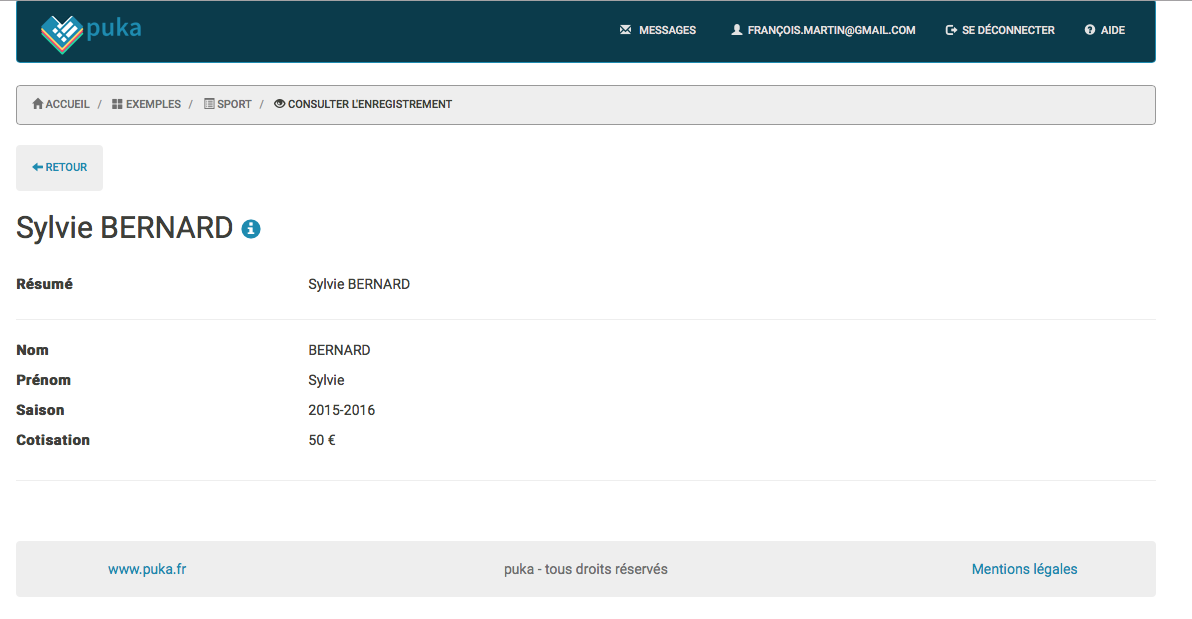 puka MESSAGES FRANÇOIS.MARTIN@GMAIL.COM SE DÉCONNECTER AIDE
ACCUEIL / EXEMPLES / SPORT / CONSULTER L'ENREGISTREMENT
RETOUR
Sylvie BERNARD
Résumé Sylvie BERNARD
Nom BERNARD
Prénom Sylvie
Saison 2015-2016
Cotisation 50 €
www.puka.fr puka - tous droits réservés Mentions légales